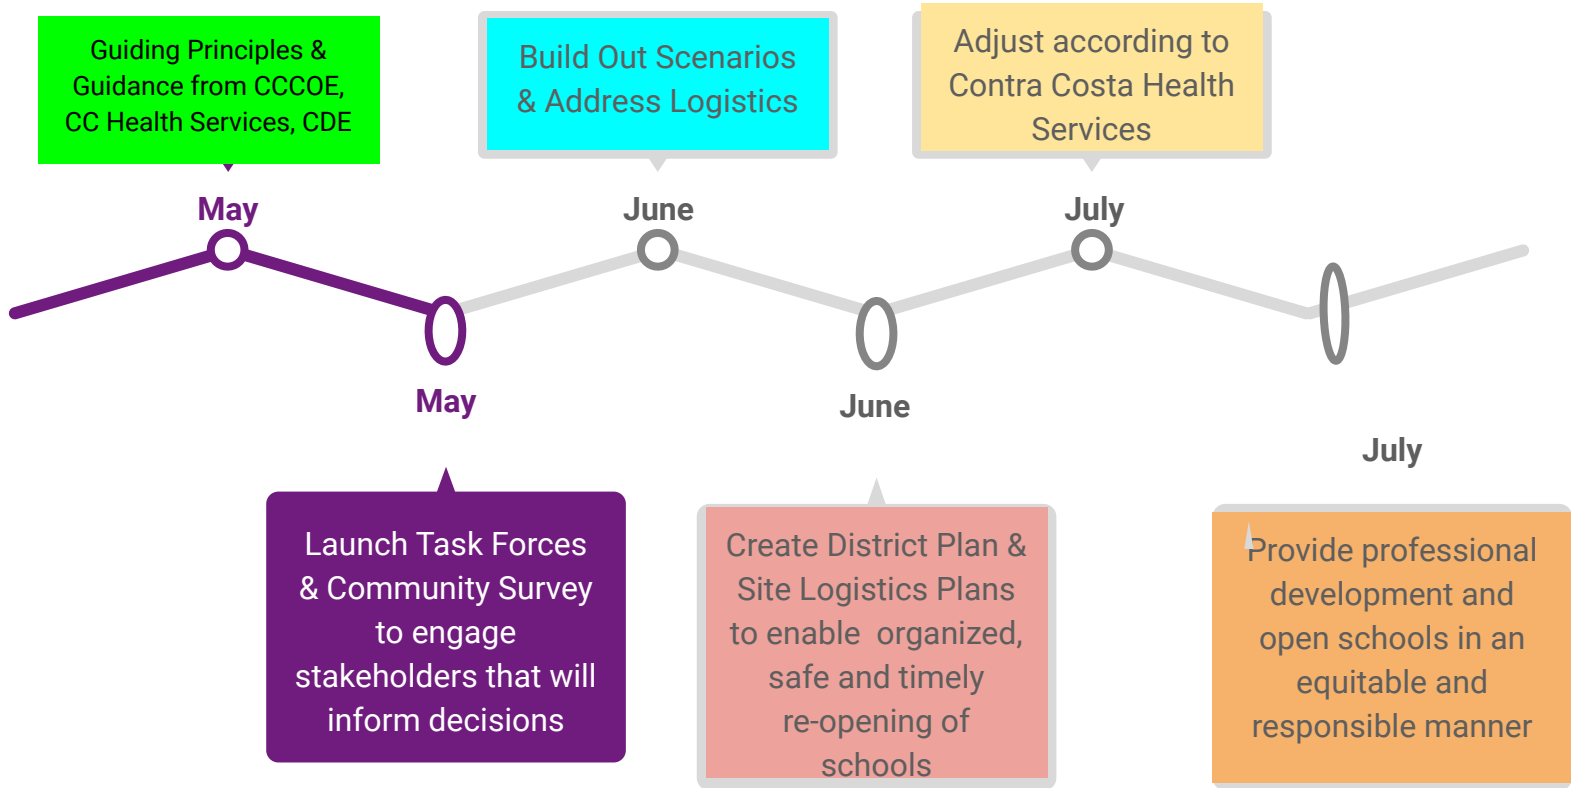 Guiding Principles &
Guidance from CCCOE,
CC Health Services, CDE
Build Out Scenarios
& Address Logistics
Adjust according to
Contra Costa Health
Services
May
June
July
May
June
July
Launch Task Forces
& Community Survey
to engage
stakeholders that will
inform decisions
Create District Plan &
Site Logistics Plans
to enable  organized,
safe and timely
re-opening of
schools
Provide professional
development and
open schools in an
equitable and
responsible manner